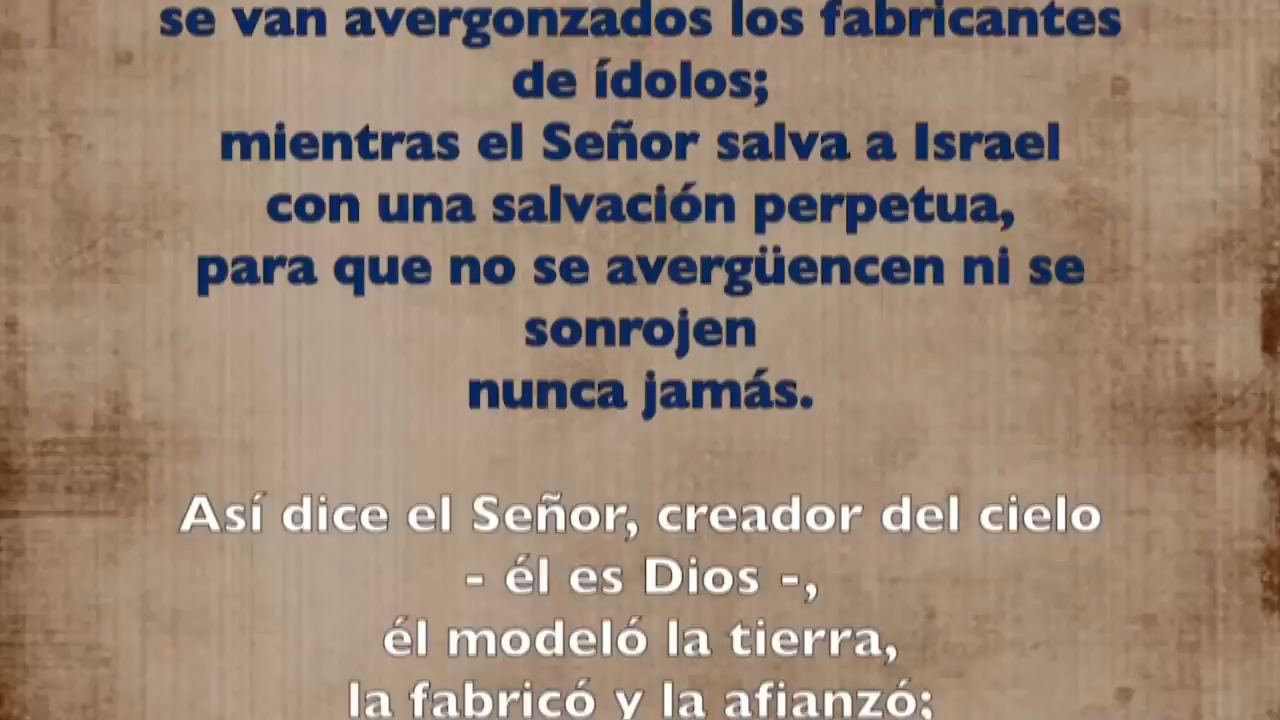 se van avergonzados los fabricantes
de ídolos;
mientras el Señor salva a Israel
con una salvación perpetua,
para que no se avergüencen ni se
sonrojen
nunca jamás.
Así dice el Señor, creador del cielo
- él es Dios -,
él modeló la tierra,
la fabricó y la afianzó;